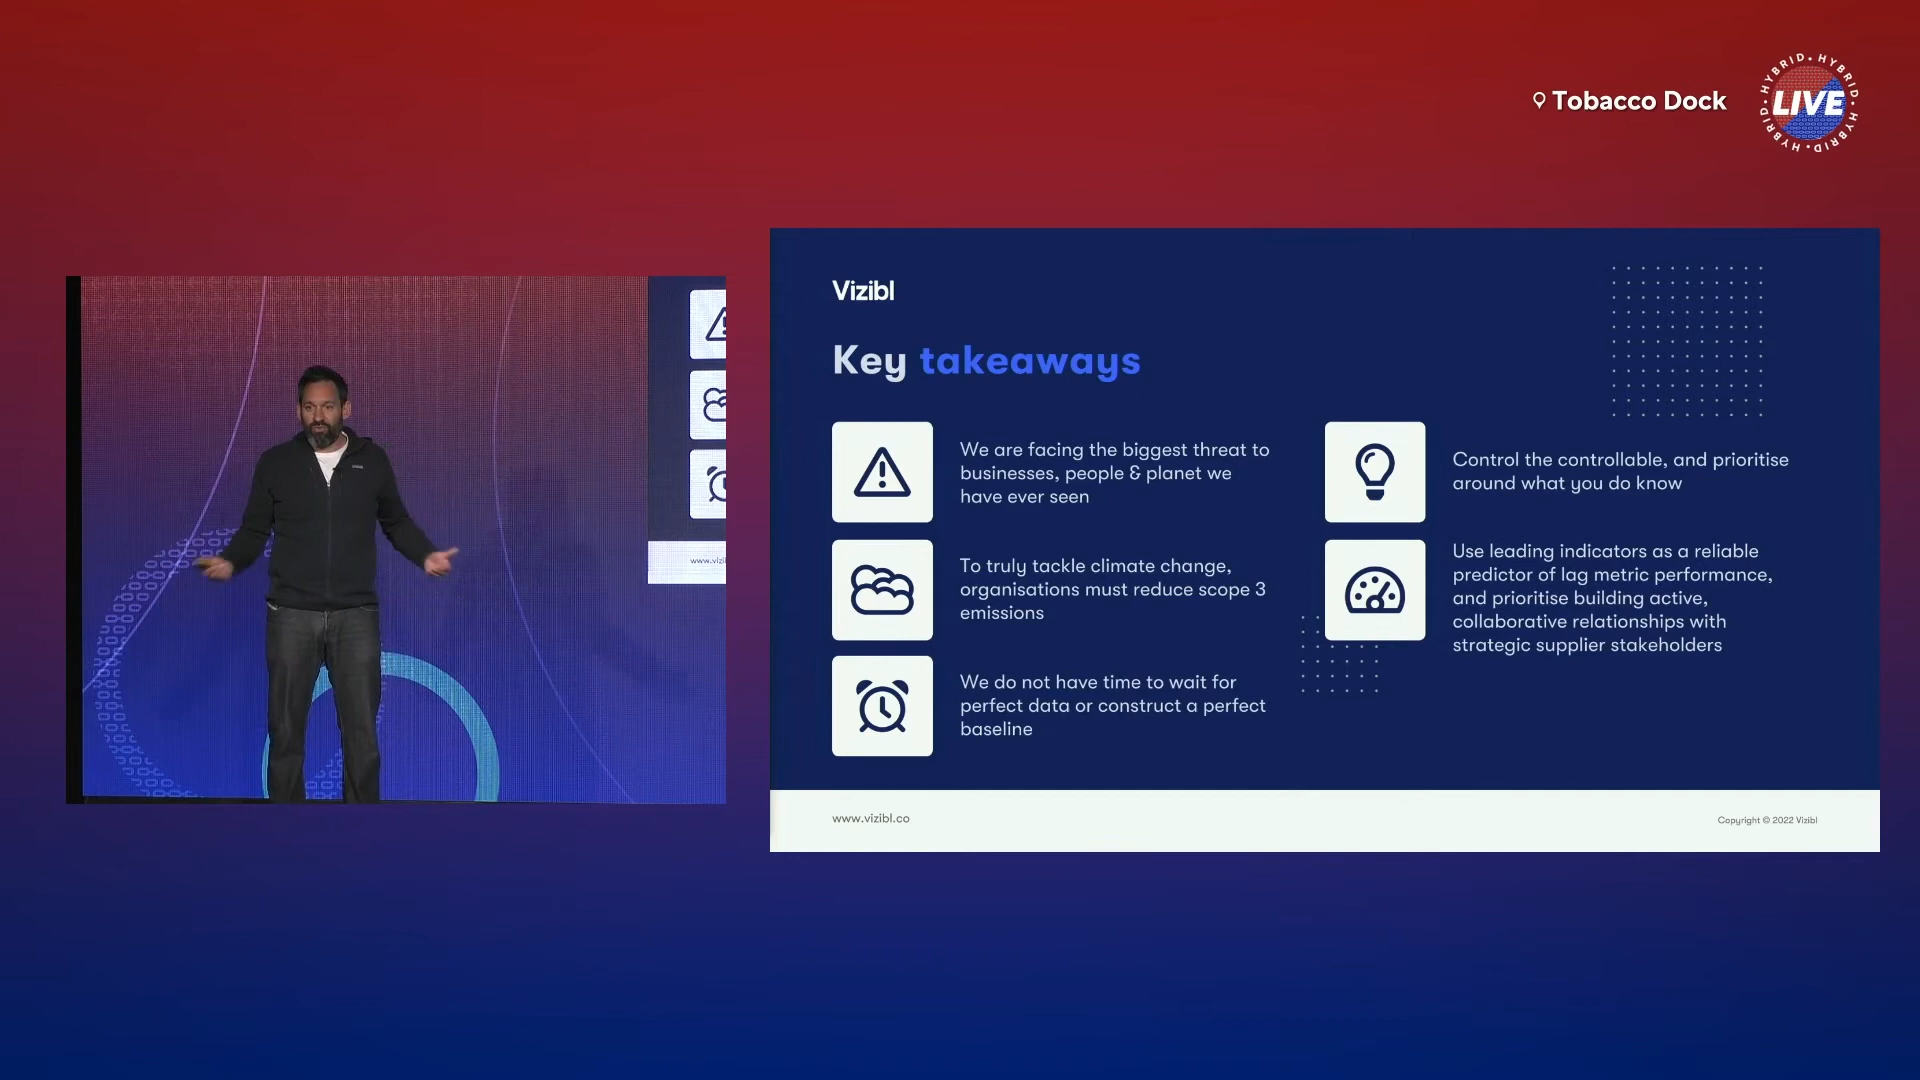 Tobacco Dock
HYBRID • HYBRID • HYBRID • HYBRID •
LIVE
Vizibl
Key takeaways
We are facing the biggest threat to
businesses, people & planet we
have ever seen
To truly tackle climate change,
organisations must reduce scope 3
emissions
We do not have time to wait for
perfect data or construct a perfect
baseline
Control the controllable, and prioritise
around what you do know
Use leading indicators as a reliable
predictor of lag metric performance,
and prioritise building active,
collaborative relationships with
strategic supplier stakeholders
www.vizibl.co
Copyright © 2022 Vizibl
www.vizi